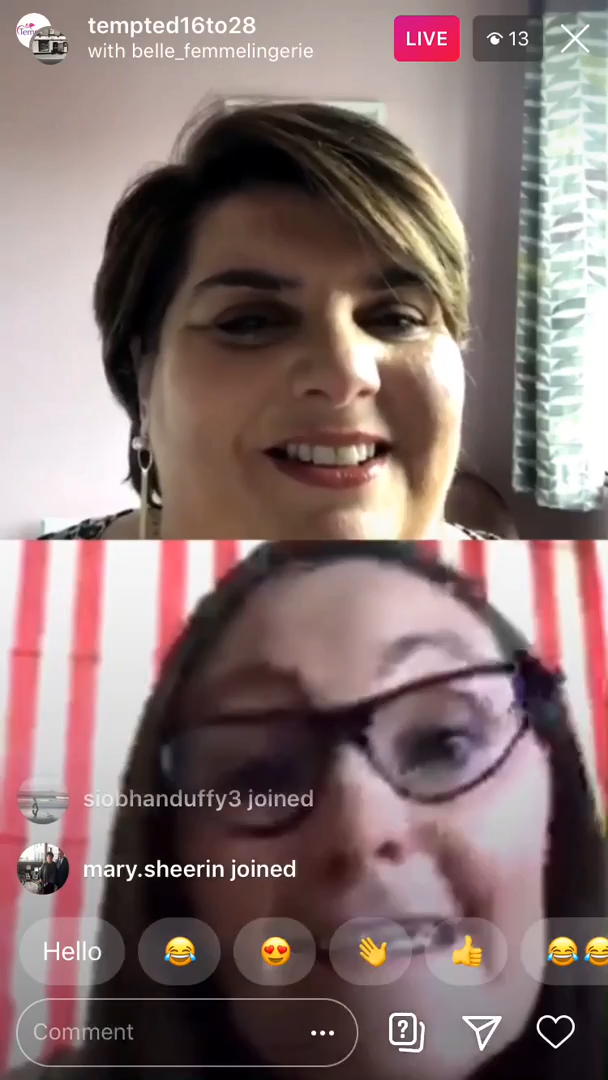 tempted16to28
with belle_femmelingerie
LIVE
13
siobhanduffy3 joined
mary.sheerin joined
Hello
Comment